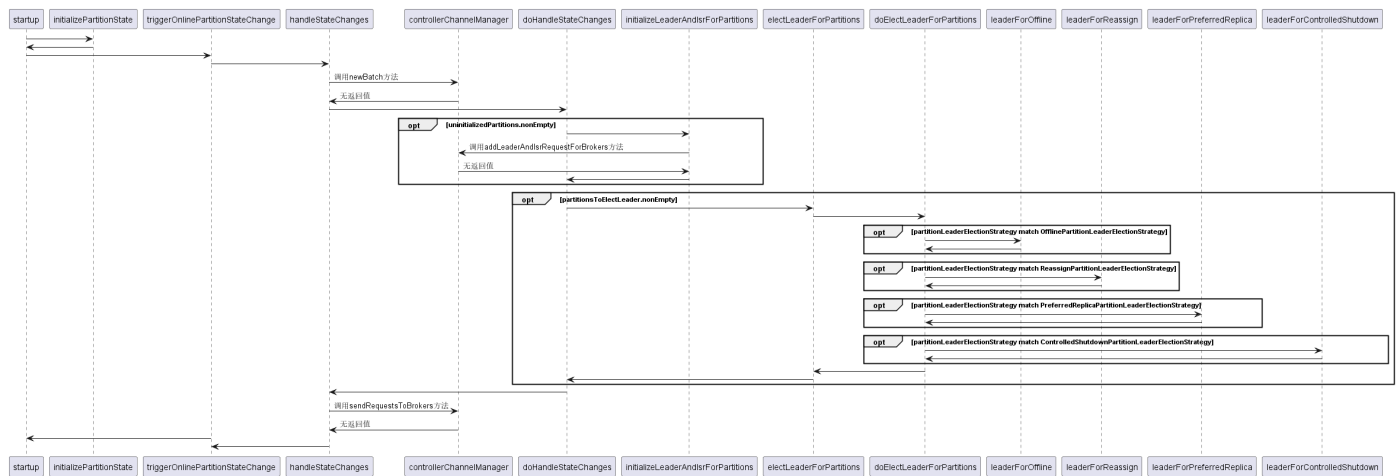 startup
initializePartitionState
triggerOnlinePartitionStateChange
handleStateChanges
controllerChannelManager
doHandleStateChanges
initializeLeaderAndIsrForPartitions
electLeaderForPartitions
doElectLeaderForPartitions
leaderForOffline
leaderForReassign
leaderForPreferredReplica
leaderForControlledShutdown
调用newBatch方法
无返回值
opt [uninitializedPartitions.nonEmpty]
调用addLeaderAndIsrRequestForBrokers方法
无返回值
opt [partitionsToElectLeader.nonEmpty]
opt [partitionLeaderElectionStrategy match OfflinePartitionLeaderElectionStrategy]
opt [partitionLeaderElectionStrategy match ReassignPartitionLeaderElectionStrategy]
opt [partitionLeaderElectionStrategy match PreferredReplicaPartitionLeaderElectionStrategy]
opt [partitionLeaderElectionStrategy match ControlledShutdownPartitionLeaderElectionStrategy]
调用sendRequestsToBrokers方法
无返回值
startup
initializePartitionState
triggerOnlinePartitionStateChange
handleStateChanges
controllerChannelManager
doHandleStateChanges
initializeLeaderAndIsrForPartitions
electLeaderForPartitions
doElectLeaderForPartitions
leaderForOffline
leaderForReassign
leaderForPreferredReplica
leaderForControlledShutdown